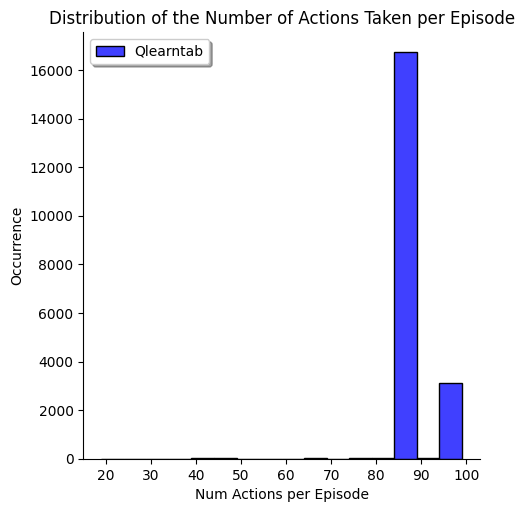 Distribution of the Number of Actions Taken per Episode
Qlearntab
16000
14000
12000
10000
8000
6000
4000
2000
0
Occurrence
20 30 40 50 60 70 80 90 100
Num Actions per Episode